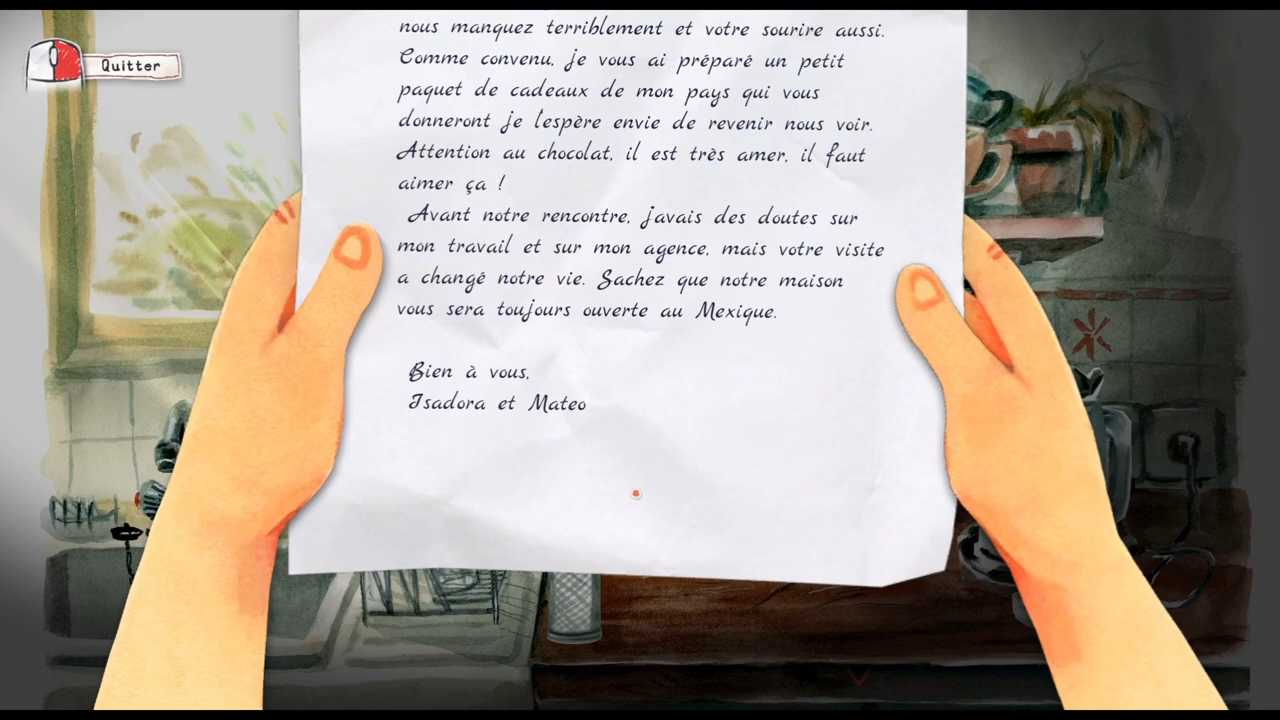 Quitter
nous manquez terriblement et votre sourire aussi.
Comme convenu, je vous ai préparé un petit
paquet de cadeaux de mon pays qui vous
donneront je l'espère envie de revenir nous voir.
Attention au chocolat, il est très amer, il faut
aimer ça !
Avant notre rencontre, j'avais des doutes sur
mon travail et sur mon agence, mais votre visite
a changé notre vie. Sachez que notre maison
vous sera toujours ouverte au Mexique.
Bien à vous,
Isadora et Mateo